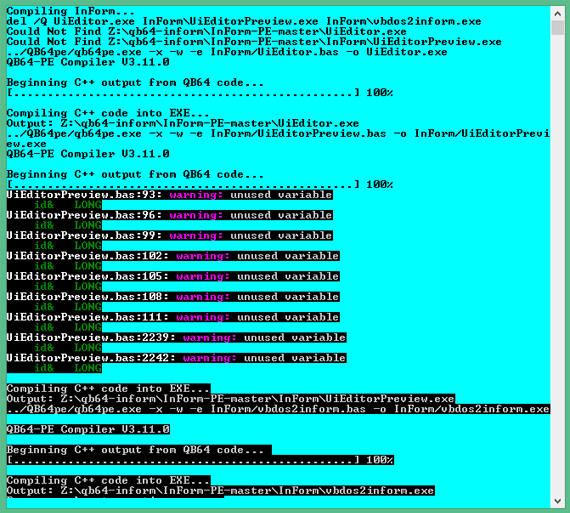 Compiling InForm...
del /Q UiEditor.exe InForm\UiEditorPreview.exe InForm\vbdos2inform.exe
Could Not Find Z:\qb64-inform\InForm-PE-master\UiEditor.exe
Could Not Find Z:\qb64-inform\InForm-PE-master\InForm\UiEditorPreview.exe
../QB64pe/qb64pe.exe -x -w -e InForm/UiEditor.bas -o UiEditor.exe
QB64-PE Compiler V3.11.0
Beginning C++ output from QB64 code...
[..................................................] 100%
Compiling C++ code into EXE...
Output: Z:\qb64-inform\InForm-PE-master\UiEditor.exe
../QB64pe/qb64pe.exe -x -w -e InForm/UiEditorPreview.bas -o InForm/UiEditorPrevi
ew.exe
QB64-PE Compiler V3.11.0
Beginning C++ output from QB64 code...
[..................................................] 100%
UiEditorPreview.bas:93: warning: unused variable
id&   LONG
UiEditorPreview.bas:96: warning: unused variable
id&   LONG
UiEditorPreview.bas:99: warning: unused variable
id&   LONG
UiEditorPreview.bas:102: warning: unused variable
id&   LONG
UiEditorPreview.bas:105: warning: unused variable
id&   LONG
UiEditorPreview.bas:108: warning: unused variable
id&   LONG
UiEditorPreview.bas:111: warning: unused variable
id&   LONG
UiEditorPreview.bas:2239: warning: unused variable
id&   LONG
UiEditorPreview.bas:2242: warning: unused variable
id&   LONG
Compiling C++ code into EXE...
Output: Z:\qb64-inform\InForm-PE-master\InForm\UiEditorPreview.exe
../QB64pe/qb64pe.exe -x -w -e InForm/vbdos2inform.bas -o InForm/vbdos2inform.exe
QB64-PE Compiler V3.11.0
Beginning C++ output from QB64 code...
[..................................................] 100%
Compiling C++ code into EXE...
Output: Z:\qb64-inform\InForm-PE-master\InForm\vbdos2inform.exe